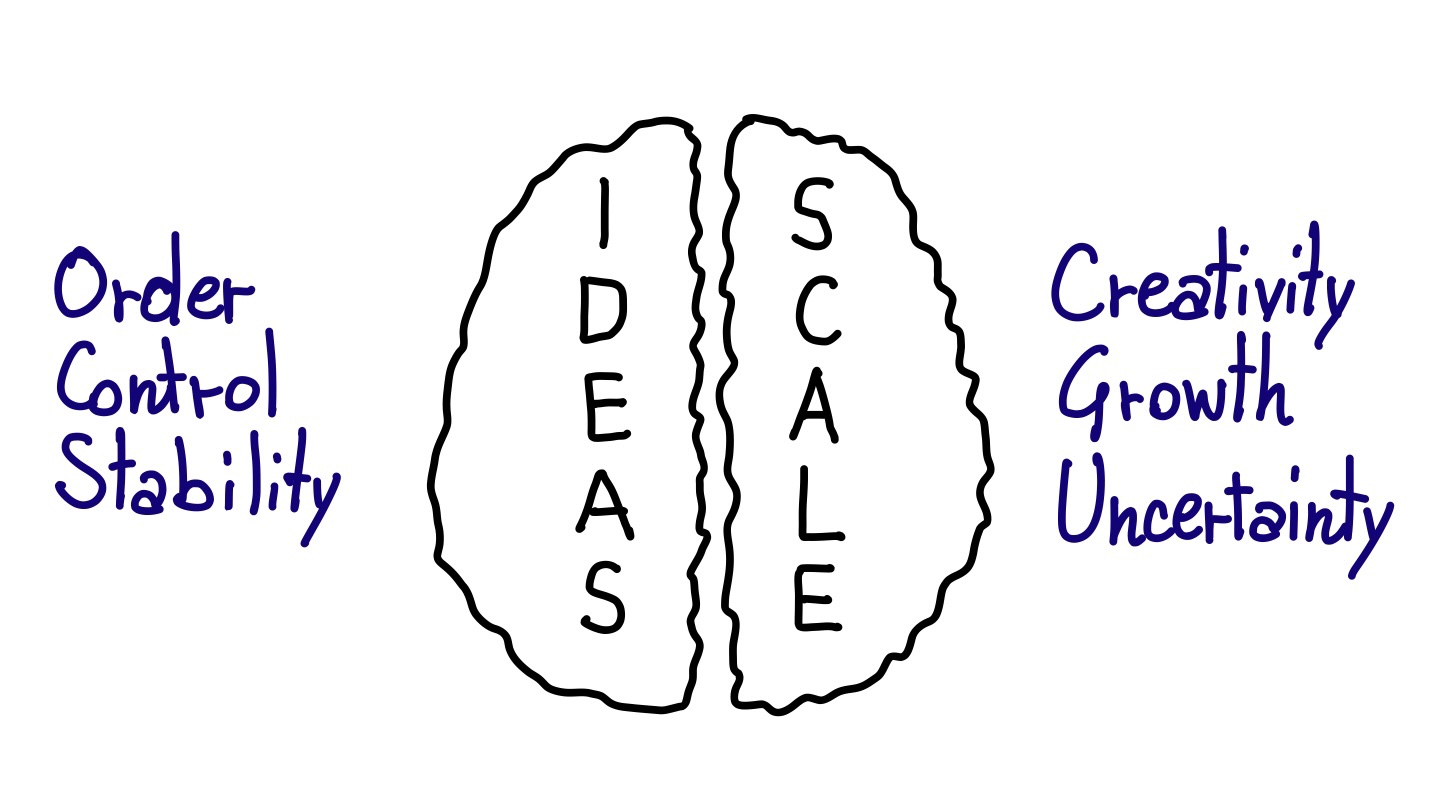 Order
Control
Stability
IDEAS
SCALE
Creativity
Growth
Uncertainty